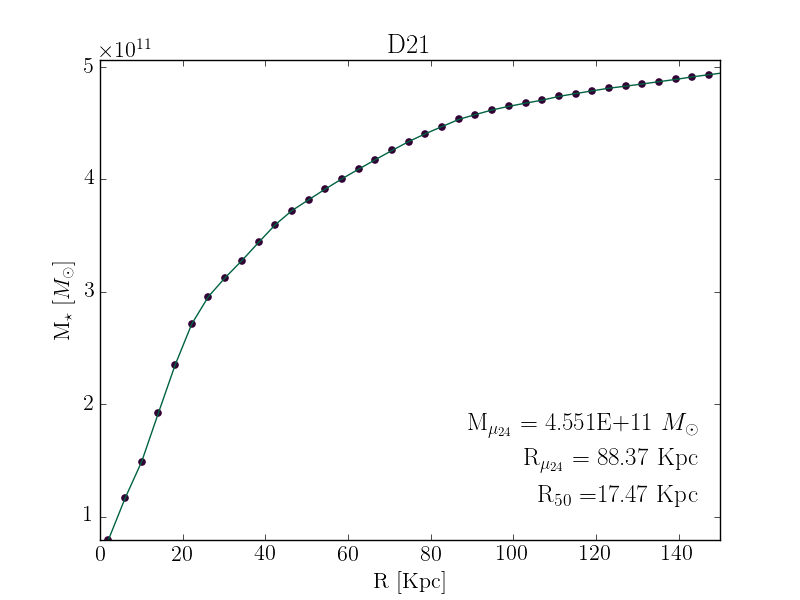 D21
×10¹¹
5
4
3
2
1
M⋆ [M⊙]
M_μ₂₄ = 4.551E+11 M⊙
R_μ₂₄ = 88.37 Kpc
R₅₀ =17.47 Kpc
0 20 40 60 80 100 120 140
R [Kpc]